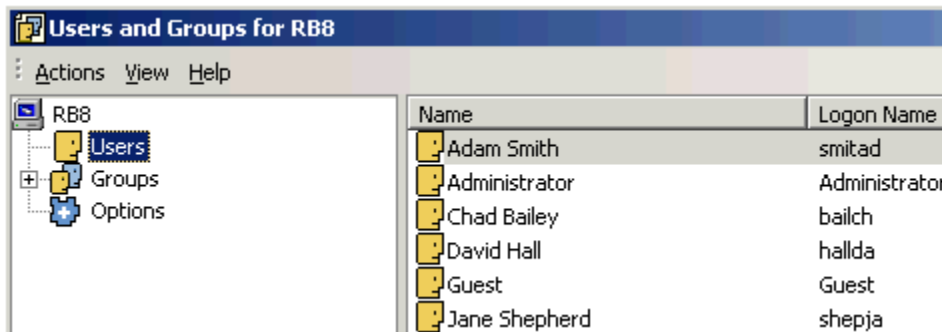 Users and Groups for RB8
Actions View Help
RB8
Users
Groups
Options
Name Logon Name
Adam Smith smitad
Administrator Administrator
Chad Bailey bailch
David Hall hallda
Guest Guest
Jane Shepherd shepja